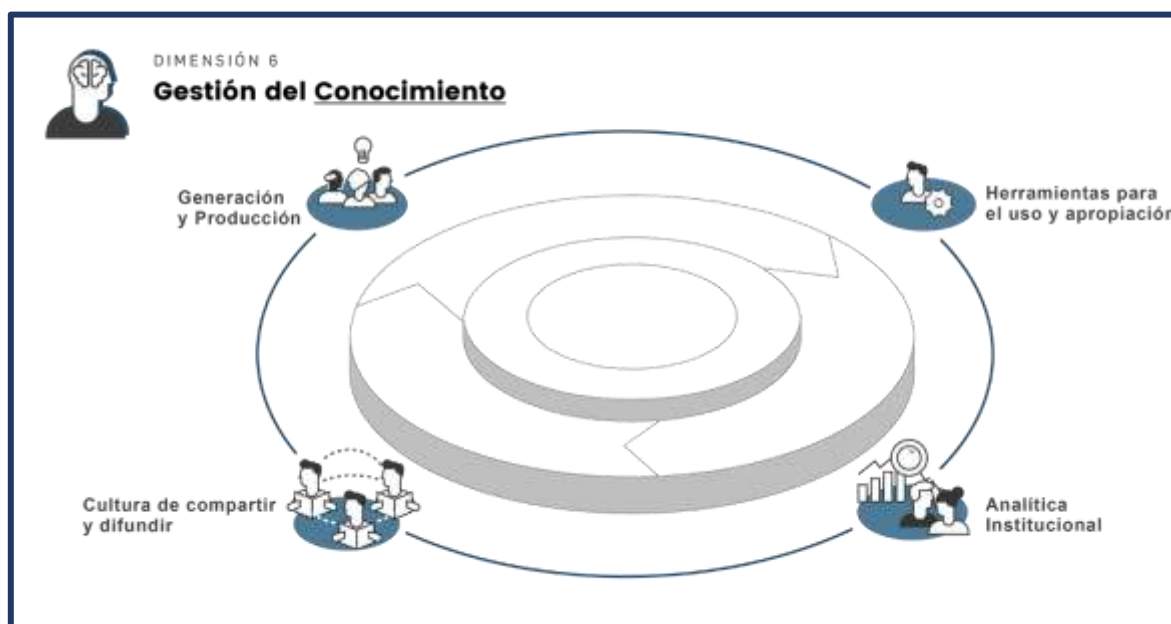 DIMENSIÓN 6
Gestión del Conocimiento
Generación
y Producción
Herramientas para
el uso y apropiación
Cultura de compartir
y difundir
Analítica
Institucional